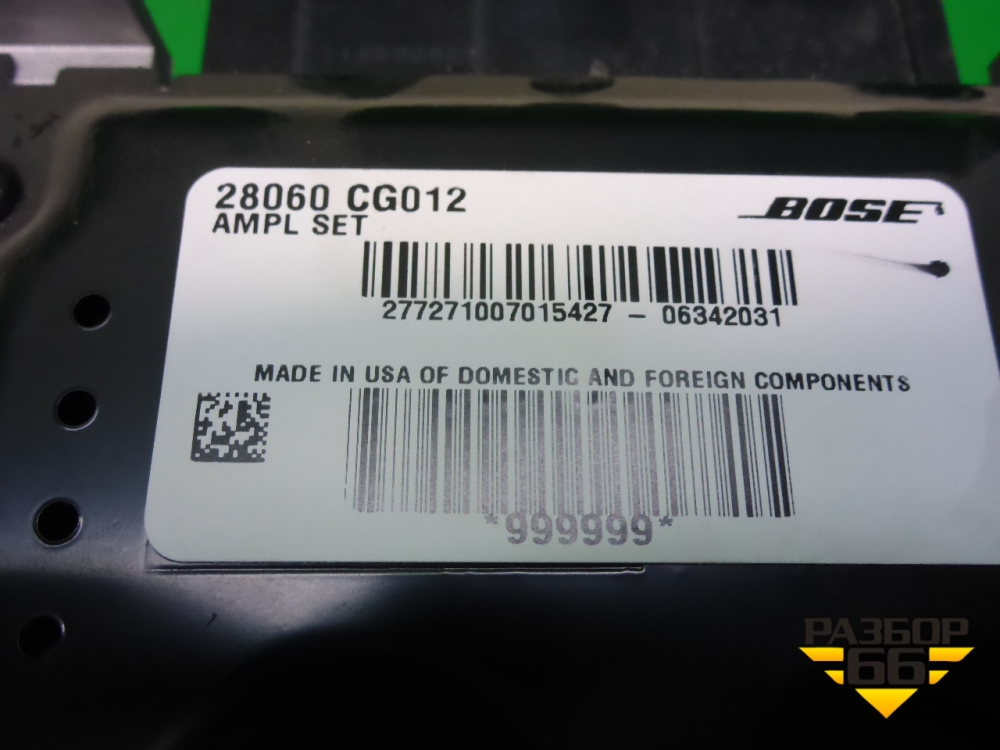 28060 CG012
AMPL SET
BOSE
277271007015427 - 06342031
MADE IN USA OF DOMESTIC AND FOREIGN COMPONENTS
*999999*
РАЗБОР
66